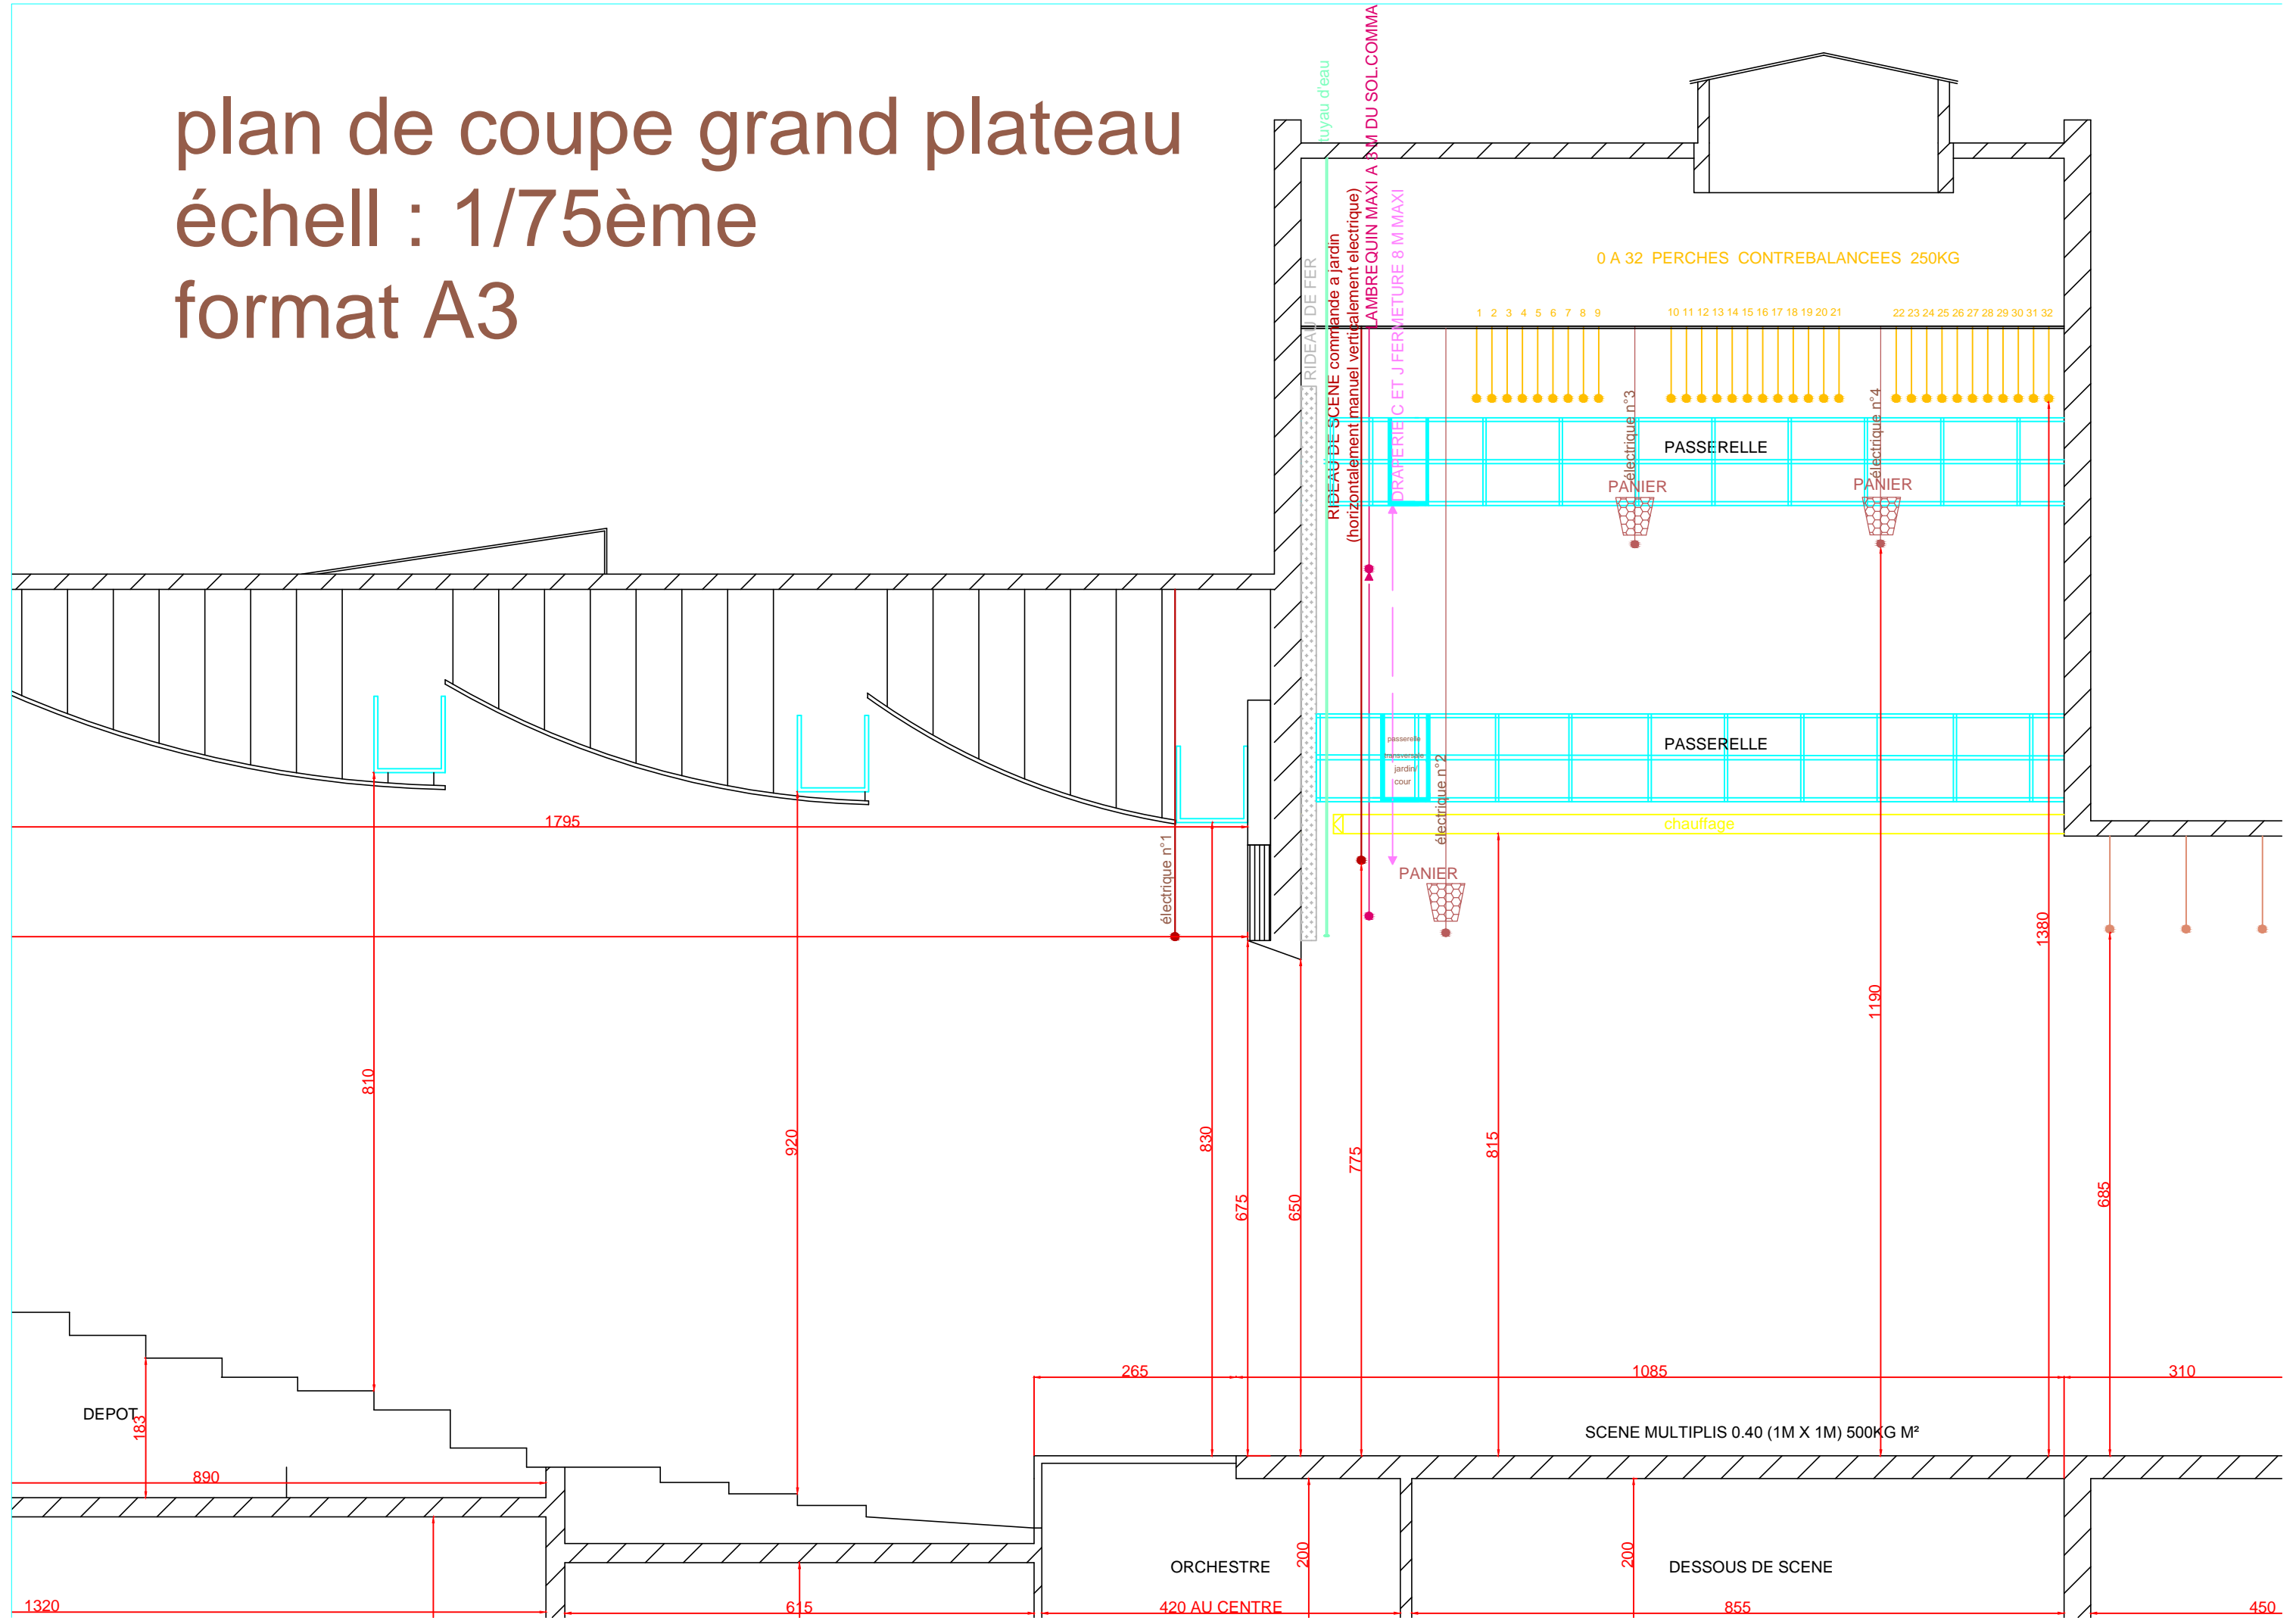 plan de coupe grand plateau
échell : 1/75ème
format A3
tuyau d'eau
RIDEAU DE FER
RIDEAU DE SCENE commande a jardin
(horizontalement manuel verticalement electrique)
LAMBREQUIN MAXI A 8 M DU SOL.COMMA
DRAPERIE C ET J FERMETURE 8 M MAXI
0 A 32 PERCHES CONTREBALANCEES 250KG
1 2 3 4 5 6 7 8 9
10 11 12 13 14 15 16 17 18 19 20 21
22 23 24 25 26 27 28 29 30 31 32
électrique n°3
électrique n°4
PASSERELLE
PANIER
PANIER
passerelle
transversale
jardin/
cour
PASSERELLE
électrique n°2
chauffage
1795
électrique n°1
PANIER
1380
1190
810
920
830
775
815
675
650
685
265
1085
310
DEPOT
183
SCENE MULTIPLIS 0.40 (1M X 1M) 500KG M²
890
ORCHESTRE
200
200
DESSOUS DE SCENE
1320
615
420 AU CENTRE
855
450